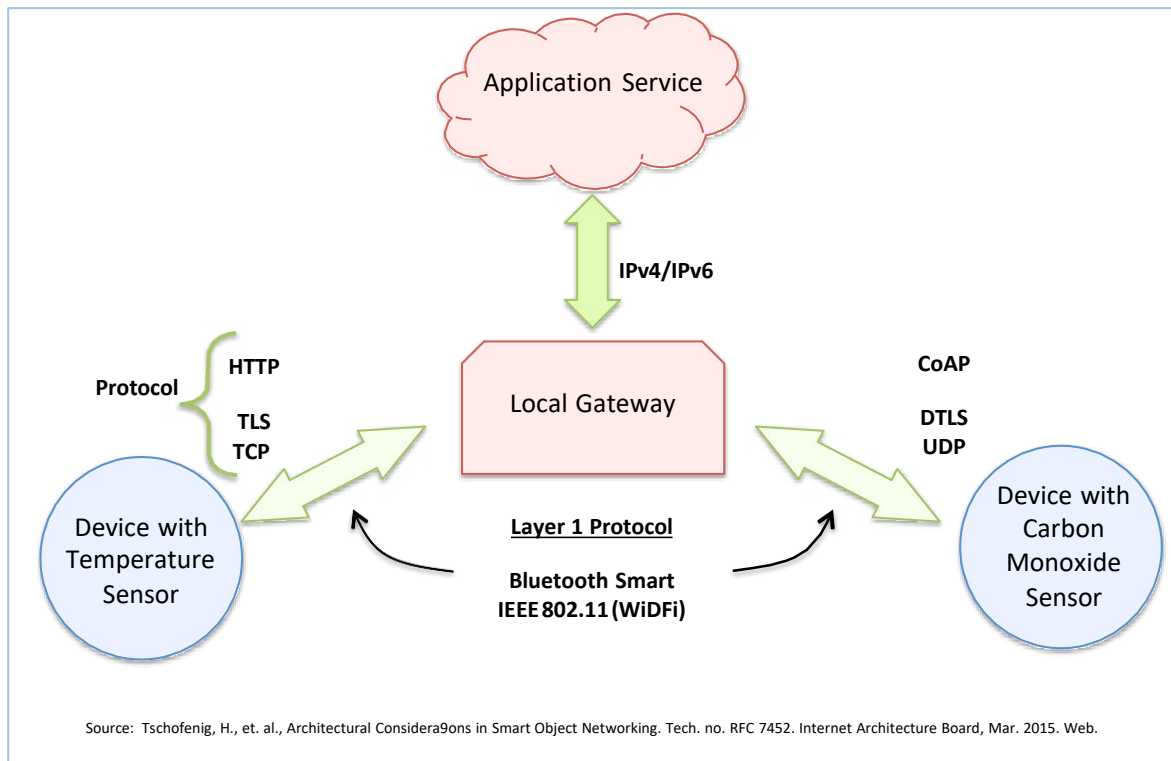 Application Service
IPv4/IPv6
Protocol
HTTP
TLS
TCP
Local Gateway
CoAP
DTLS
UDP
Device with
Temperature
Sensor
Layer 1 Protocol
Bluetooth Smart
IEEE 802.11 (WiDFi)
Device with
Carbon
Monoxide
Sensor
Source: Tschofenig, H., et. al., Architectural Considera9ons in Smart Object Networking. Tech. no. RFC 7452. Internet Architecture Board, Mar. 2015. Web.